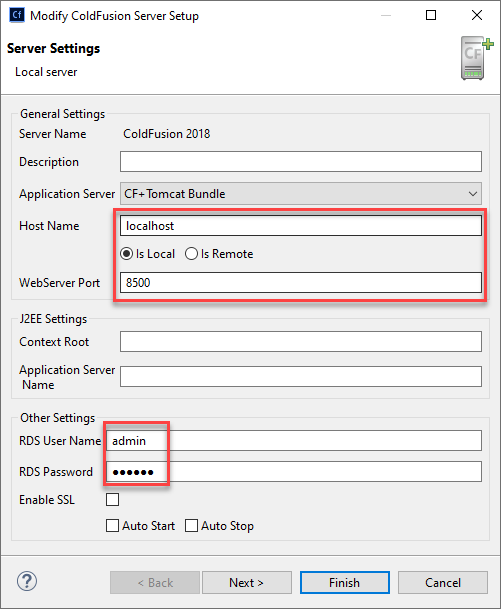 Cf Modify ColdFusion Server Setup
Server Settings
Local server
CF
General Settings
Server Name ColdFusion 2018
Description
Application Server CF+Tomcat Bundle
Host Name localhost
Is Local Is Remote
WebServer Port 8500
J2EE Settings
Context Root
Application Server
Name
Other Settings
RDS User Name admin
RDS Password ●●●●●●
Enable SSL
Auto Start Auto Stop
? < Back Next > Finish Cancel